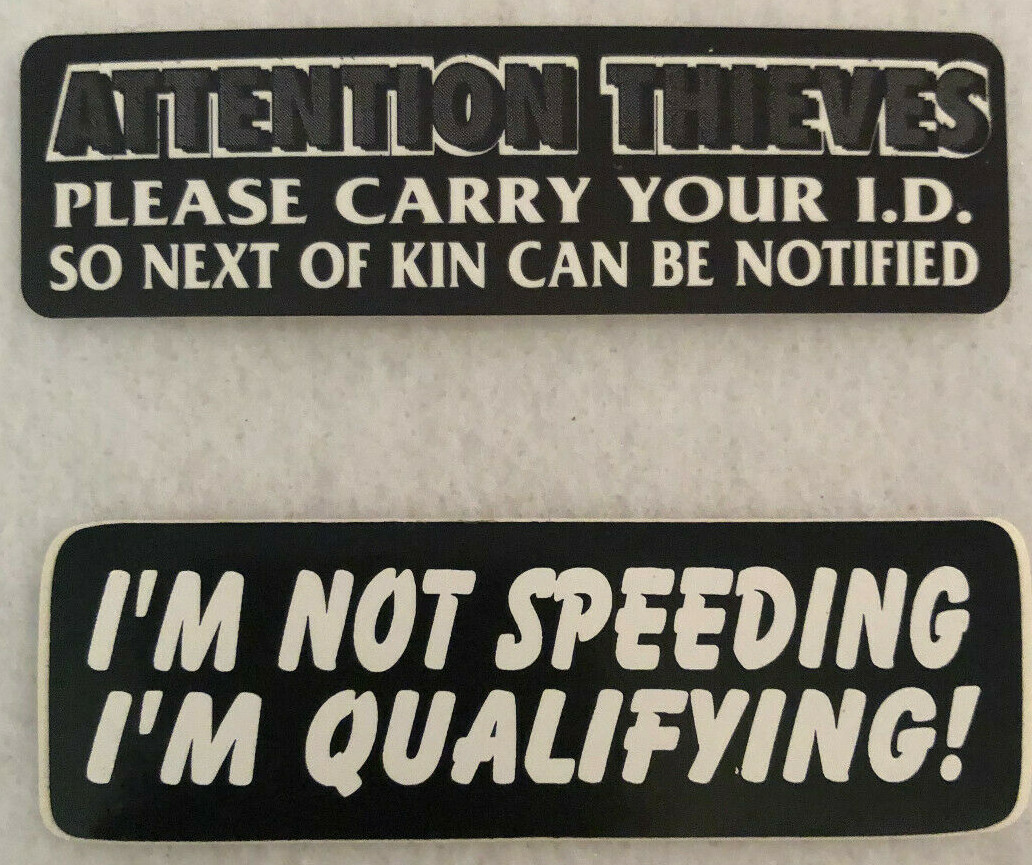 ATTENTION THIEVES
PLEASE CARRY YOUR I.D.
SO NEXT OF KIN CAN BE NOTIFIED
I'M NOT SPEEDING
I'M QUALIFYING!